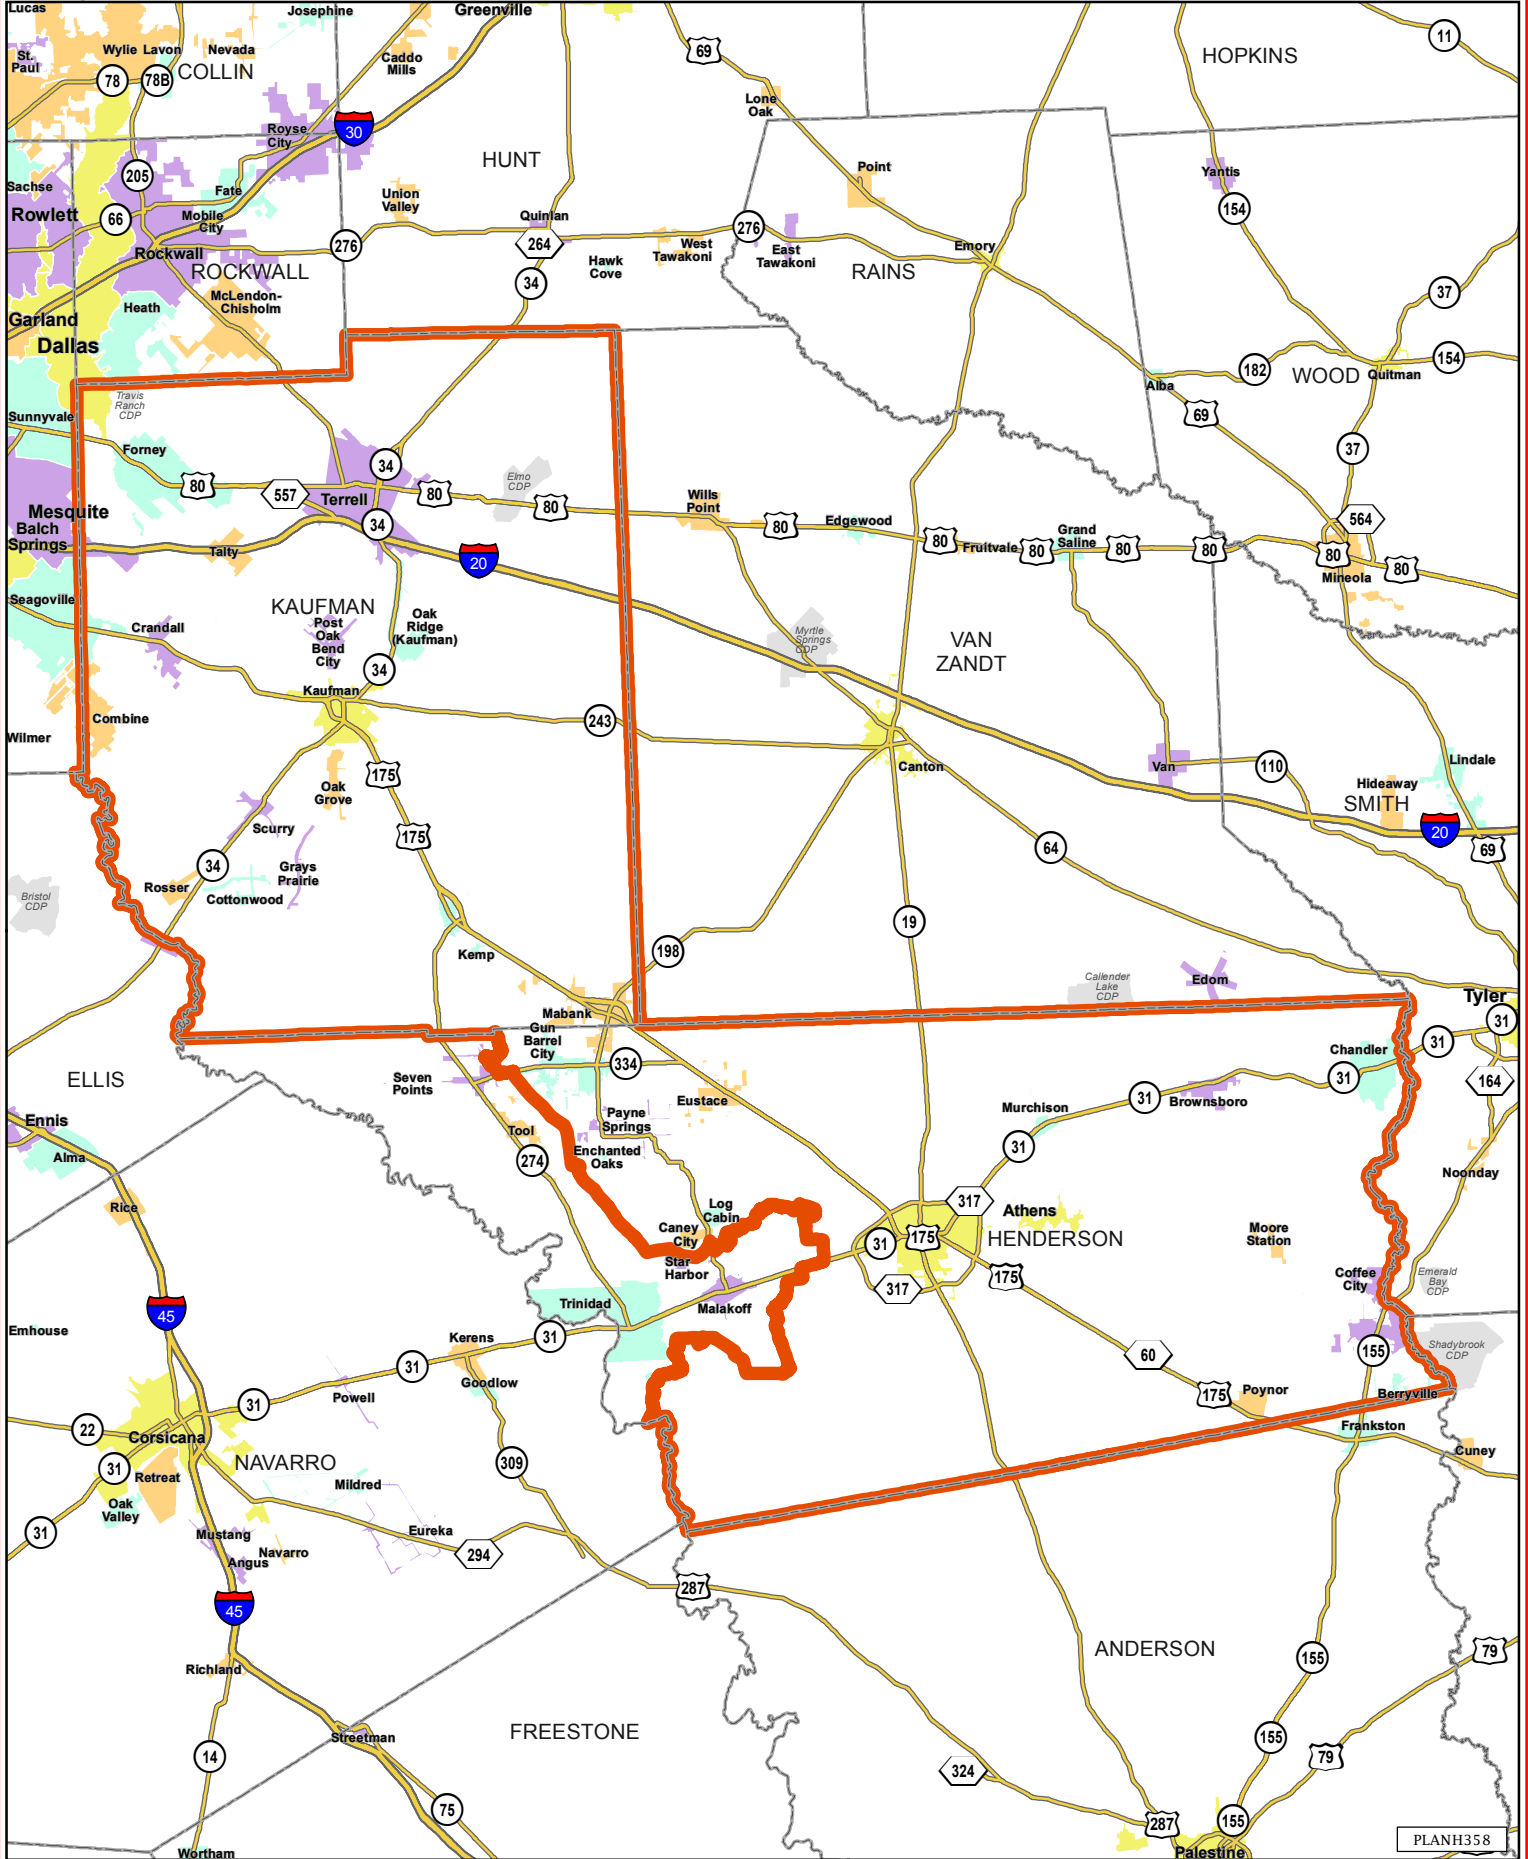 Lucas
Josephine
Greenville
St.
Paul
Wylie
Lavon
Nevada
COLLIN
78
78B
Caddo
Mills
69
11
HOPKINS
Lone
Oak
Royse
City
30
HUNT
Point
Yantis
Sachse
205
Fate
Union
Valley
154
Rowlett
66
Mobile
City
Quinlan
276
264
276
West
Tawakoni
East
Tawakoni
Emory
Rockwall
ROCKWALL
Hawk
Cove
RAINS
34
37
McLendon-
Chisholm
Heath
Garland
Dallas
182
WOOD
Quitman
154
Alba
69
Travis
Ranch
CDP
Sunnyvale
Forney
37
34
80
557
Terrell
80
Elmo
CDP
80
Wills
Point
80
Edgewood
80
Fruitvale
80
Grand
Saline
80
80
564
80
80
Mineola
Mesquite
Balch
Springs
34
Talty
20
Seagoville
KAUFMAN
Crandall
Post
Oak
Bend
City
Oak
Ridge
(Kaufman)
Myrtle
Springs
CDP
VAN
ZANDT
34
Kaufman
Combine
243
Wilmer
Canton
Van
110
Lindale
Hideaway
SMITH
20
69
175
Oak
Grove
Scurry
175
64
34
Grays
Prairie
Rosser
Cottonwood
Bristol
CDP
19
198
Kemp
Callender
Lake
CDP
Edom
Tyler
31
Mabank
Gun
Barrel
City
31
Chandler
334
ELLIS
Seven
Points
31
164
31
Brownsboro
Eustace
Murchison
Ennis
Payne
Springs
Alma
Tool
Enchanted
Oaks
274
31
Noonday
Rice
317
Athens
Log
Cabin
Caney
City
31
175
HENDERSON
Moore
Station
Star
Harbor
175
Coffee
City
Emerald
Bay
CDP
317
Trinidad
Malakoff
45
Emhouse
Kerens
31
31
60
155
Shadybrook
CDP
Goodlow
Powell
31
175
Poynor
Berryville
22
Corsicana
Frankston
31
Retreat
NAVARRO
309
Cuney
Oak
Valley
Mildred
31
Mustang
Eureka
Angus
Navarro
294
287
45
Richland
ANDERSON
155
79
FREESTONE
Streetman
14
155
79
324
75
287
155
PLANH358
Wortham
Palestine